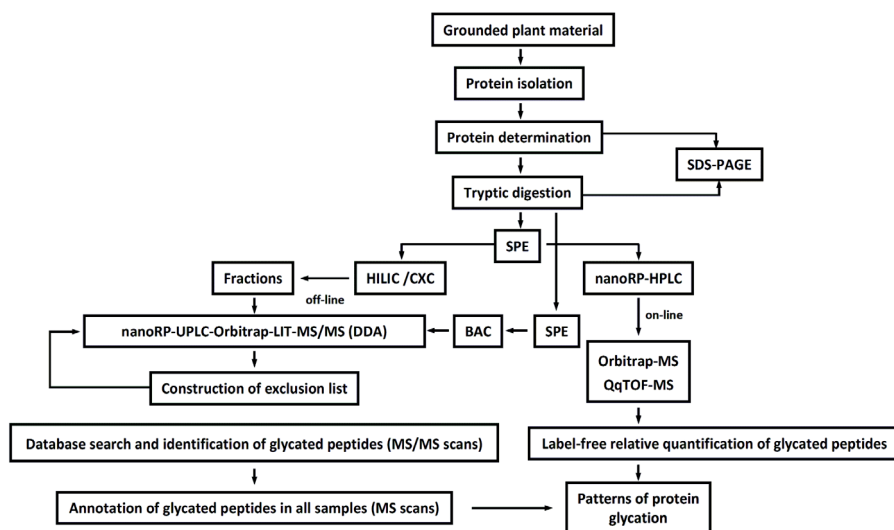 Grounded plant material
Protein isolation
Protein determination
SDS-PAGE
Tryptic digestion
SPE
Fractions
HILIC /CXC
nanoRP-HPLC
off-line
on-line
nanoRP-UPLC-Orbitrap-LIT-MS/MS (DDA)
BAC
SPE
Orbitrap-MS
QqTOF-MS
Construction of exclusion list
Database search and identification of glycated peptides (MS/MS scans)
Label-free relative quantification of glycated peptides
Annotation of glycated peptides in all samples (MS scans)
Patterns of protein
glycation